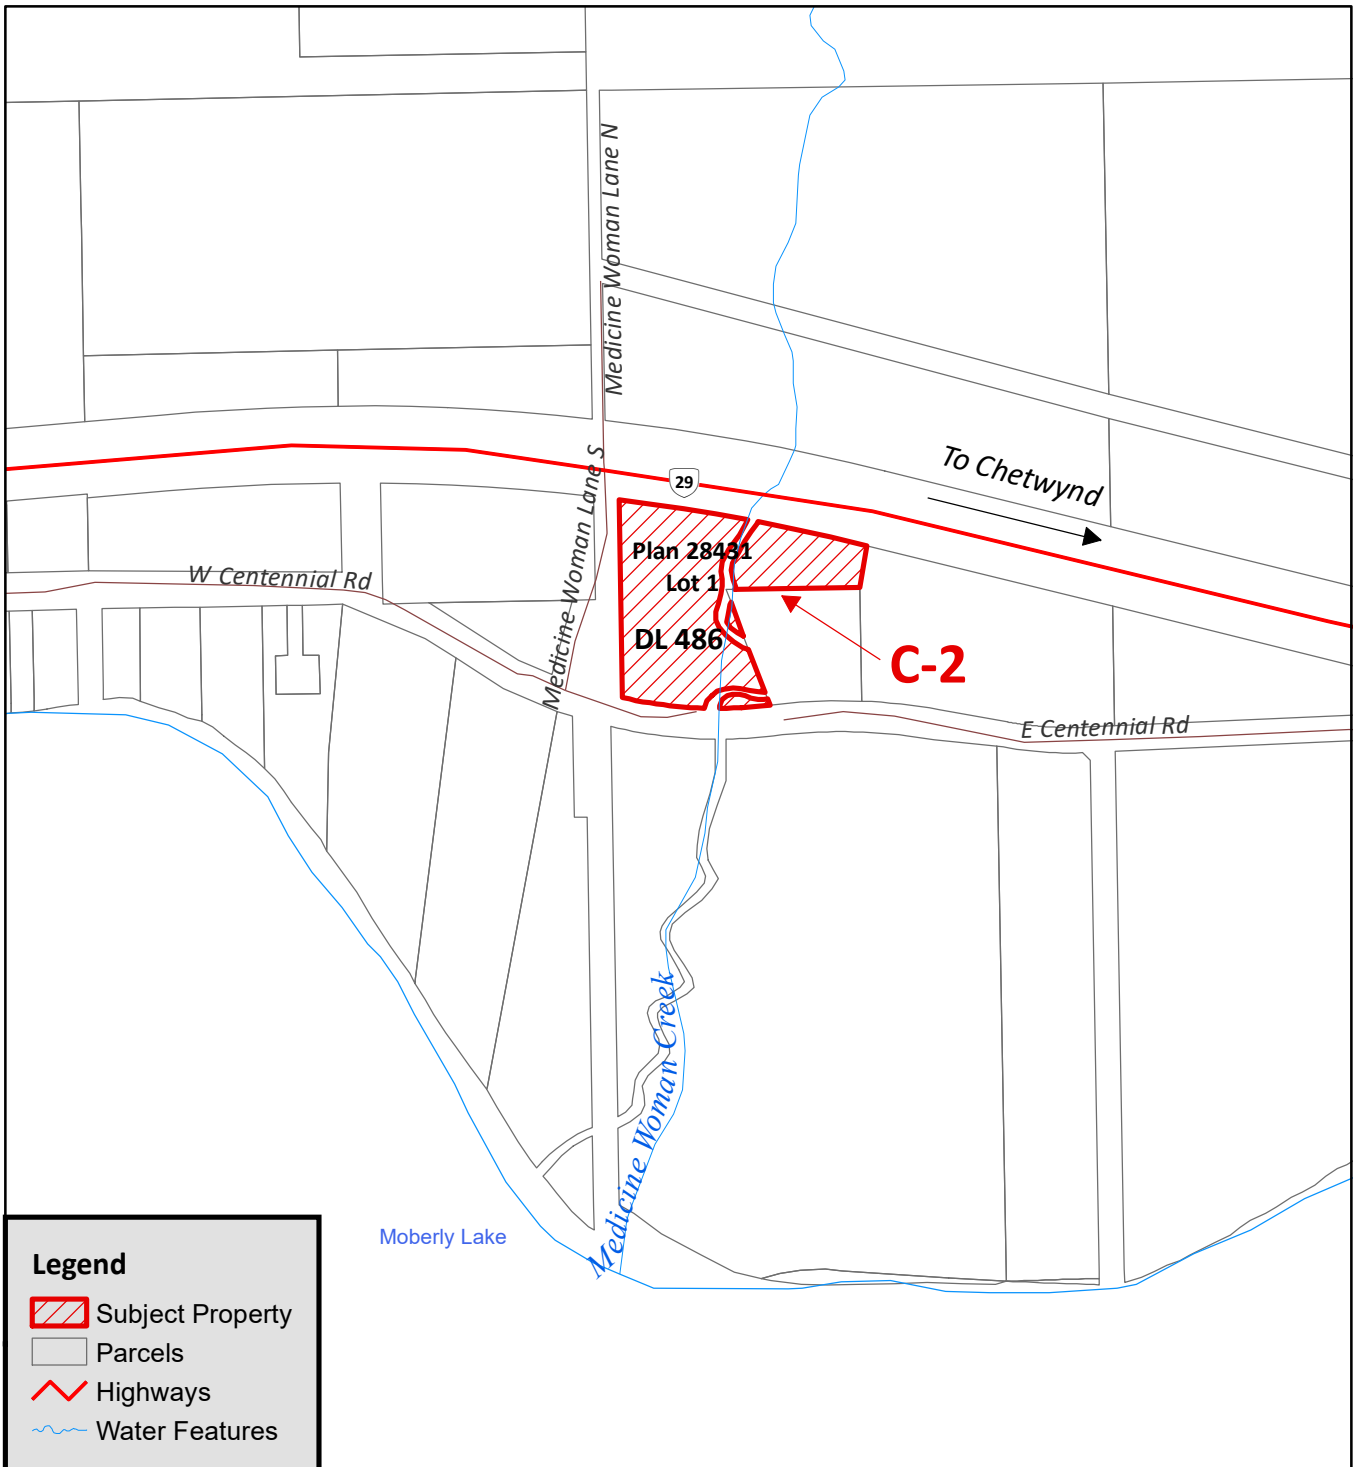 Medicine Woman Lane N
Medicine Woman Lane S
29
To Chetwynd
Plan 28431
Lot 1
DL 486
W Centennial Rd
C-2
E Centennial Rd
Medicine Woman Creek
Moberly Lake
Legend
Subject Property
Parcels
Highways
Water Features